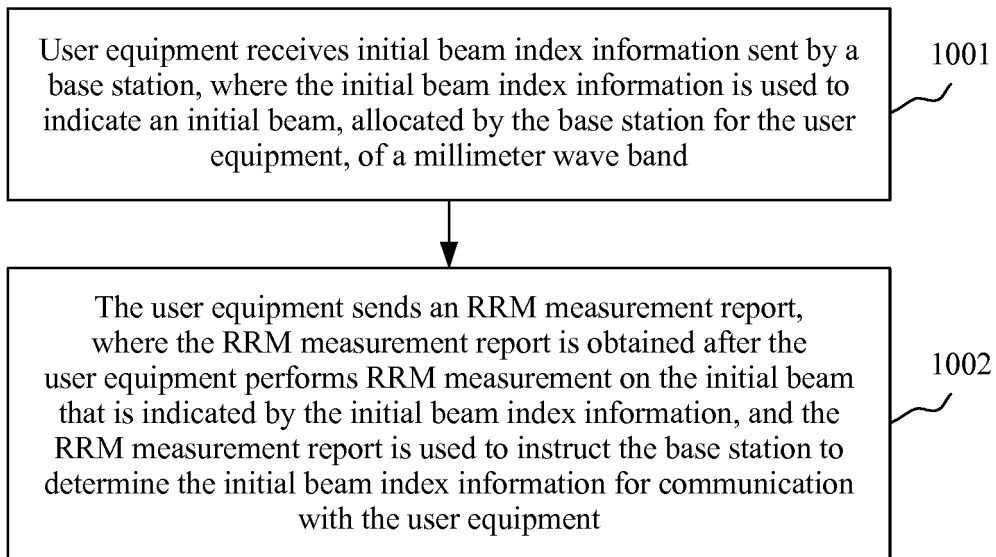 User equipment receives initial beam index information sent by a
base station, where the initial beam index information is used to
indicate an initial beam, allocated by the base station for the user
equipment, of a millimeter wave band
1001
The user equipment sends an RRM measurement report,
where the RRM measurement report is obtained after the
user equipment performs RRM measurement on the initial beam
that is indicated by the initial beam index information, and the
RRM measurement report is used to instruct the base station to
determine the initial beam index information for communication
with the user equipment
1002